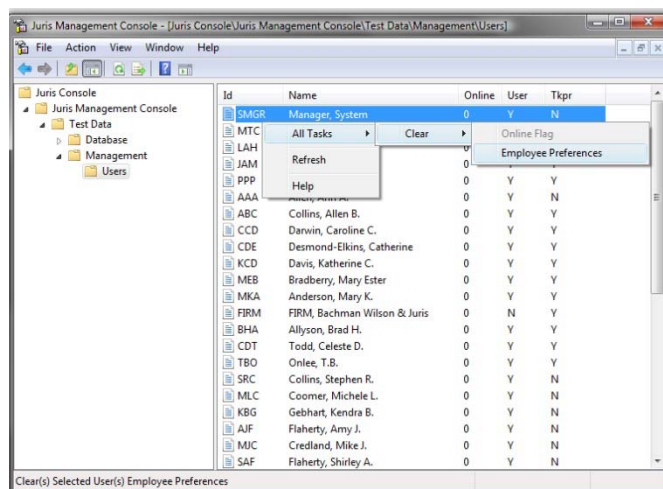 Juris Management Console - [Juris Console\Juris Management Console\Test Data\Management\Users]
File Action View Window Help
Juris Console
Juris Management Console
Test Data
Database
Management
Users
Id Name Online User Tkpr
SMGR Manager, System 0 Y N
MTC
LAH
JAM
PPP Y Y
AAA Allen, Ann A. 0 Y N
ABC Collins, Allen B. 0 Y Y
CCD Darwin, Caroline C. 0 Y Y
CDE Desmond-Elkins, Catherine 0 Y Y
KCD Davis, Katherine C. 0 Y Y
MEB Bradberry, Mary Ester 0 Y Y
MKA Anderson, Mary K. 0 Y Y
FIRM FIRM, Bachman Wilson & Juris 0 N Y
BHA Allyson, Brad H. 0 Y Y
CDT Todd, Celeste D. 0 Y Y
TBO Onlee, T.B. 0 Y Y
SRC Collins, Stephen R. 0 Y N
MLC Coomer, Michele L. 0 Y N
KBG Gebhart, Kendra B. 0 Y N
AJF Flaherty, Amy J. 0 Y N
MJC Credland, Mike J. 0 Y N
SAF Flaherty, Shirley A. 0 Y N
All Tasks
Refresh
Help
Clear
Online Flag
Employee Preferences
Clear(s) Selected User(s) Employee Preferences